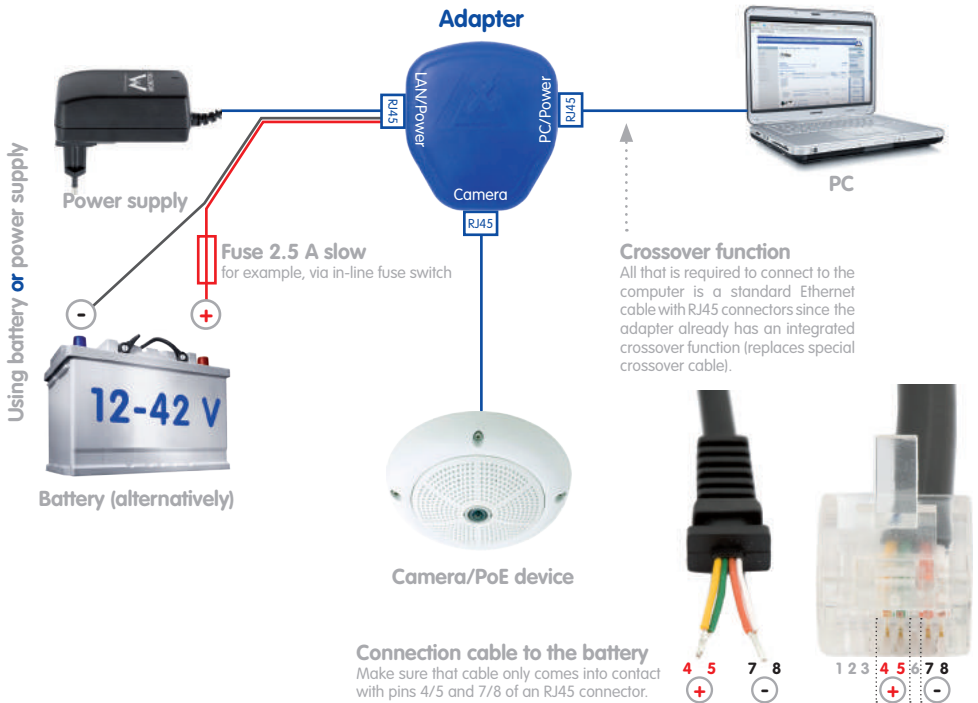 Adapter
LAN/Power
PC/Power
Camera
RJ45
RJ45
RJ45
Using battery or power supply
Power supply
PC
Fuse 2.5 A slow
for example, via in-line fuse switch
-
+
12-42 V
Battery (alternatively)
Crossover function
All that is required to connect to the
computer is a standard Ethernet
cable with RJ45 connectors since the
adapter already has an integrated
crossover function (replaces special
crossover cable).
Camera/PoE device
Connection cable to the battery
Make sure that cable only comes into contact
with pins 4/5 and 7/8 of an RJ45 connector.
4 5 7 8
+ -
1 2 3 4 5 6 7 8
+ -